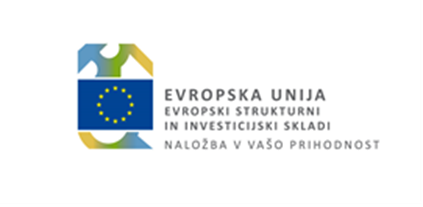 EVROPSKA UNIJA
EVROPSKI STRUKTURNI
IN INVESTICIJSKI SKLADI
NALOŽBA V VAŠO PRIHODNOST